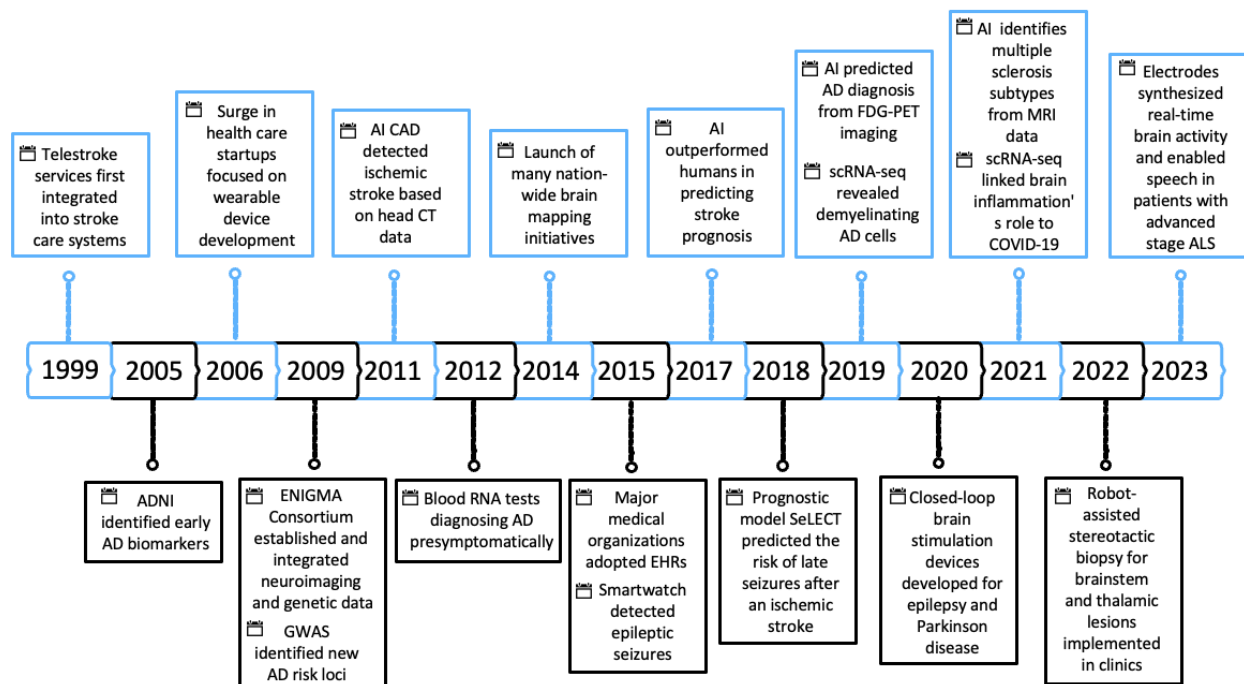 Telestroke
services first
integrated
into stroke
care systems
Surge in
health care
startups
focused on
wearable
device
development
AI CAD
detected
ischemic
stroke based
on head CT
data
Launch of
many nation-
wide brain
mapping
initiatives
AI
outperformed
humans in
predicting
stroke
prognosis
AI predicted
AD diagnosis
from FDG-PET
imaging
scRNA-seq
revealed
demyelinating
AD cells
AI identifies
multiple
sclerosis
subtypes
from MRI
data
scRNA-seq
linked brain
inflammation'
s role to
COVID-19
Electrodes
synthesized
real-time
brain activity
and enabled
speech in
patients with
advanced
stage ALS
1999 2005 2006 2009 2011 2012 2014 2015 2017 2018 2019 2020 2021 2022 2023
ADNI
identified early
AD biomarkers
ENIGMA
Consortium
established and
integrated
neuroimaging
and genetic data
GWAS
identified new
AD risk loci
Blood RNA tests
diagnosing AD
presymptomatically
Major
medical
organizations
adopted EHRs
Smartwatch
detected
epileptic
seizures
Prognostic
model SeLECT
predicted the
risk of late
seizures after
an ischemic
stroke
Closed-loop
brain
stimulation
devices
developed for
epilepsy and
Parkinson
disease
Robot-
assisted
stereotactic
biopsy for
brainstem
and thalamic
lesions
implemented
in clinics